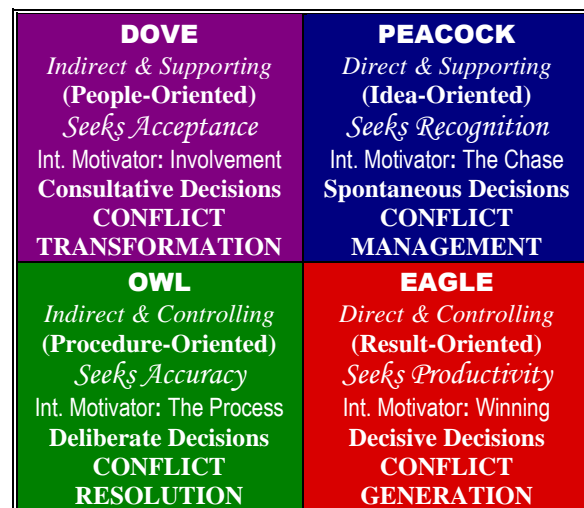 DOVE
Indirect & Supporting
(People-Oriented)
Seeks Acceptance
Int. Motivator: Involvement
Consultative Decisions
CONFLICT
TRANSFORMATION
PEACOCK
Direct & Supporting
(Idea-Oriented)
Seeks Recognition
Int. Motivator: The Chase
Spontaneous Decisions
CONFLICT
MANAGEMENT
OWL
Indirect & Controlling
(Procedure-Oriented)
Seeks Accuracy
Int. Motivator: The Process
Deliberate Decisions
CONFLICT
RESOLUTION
EAGLE
Direct & Controlling
(Result-Oriented)
Seeks Productivity
Int. Motivator: Winning
Decisive Decisions
CONFLICT
GENERATION